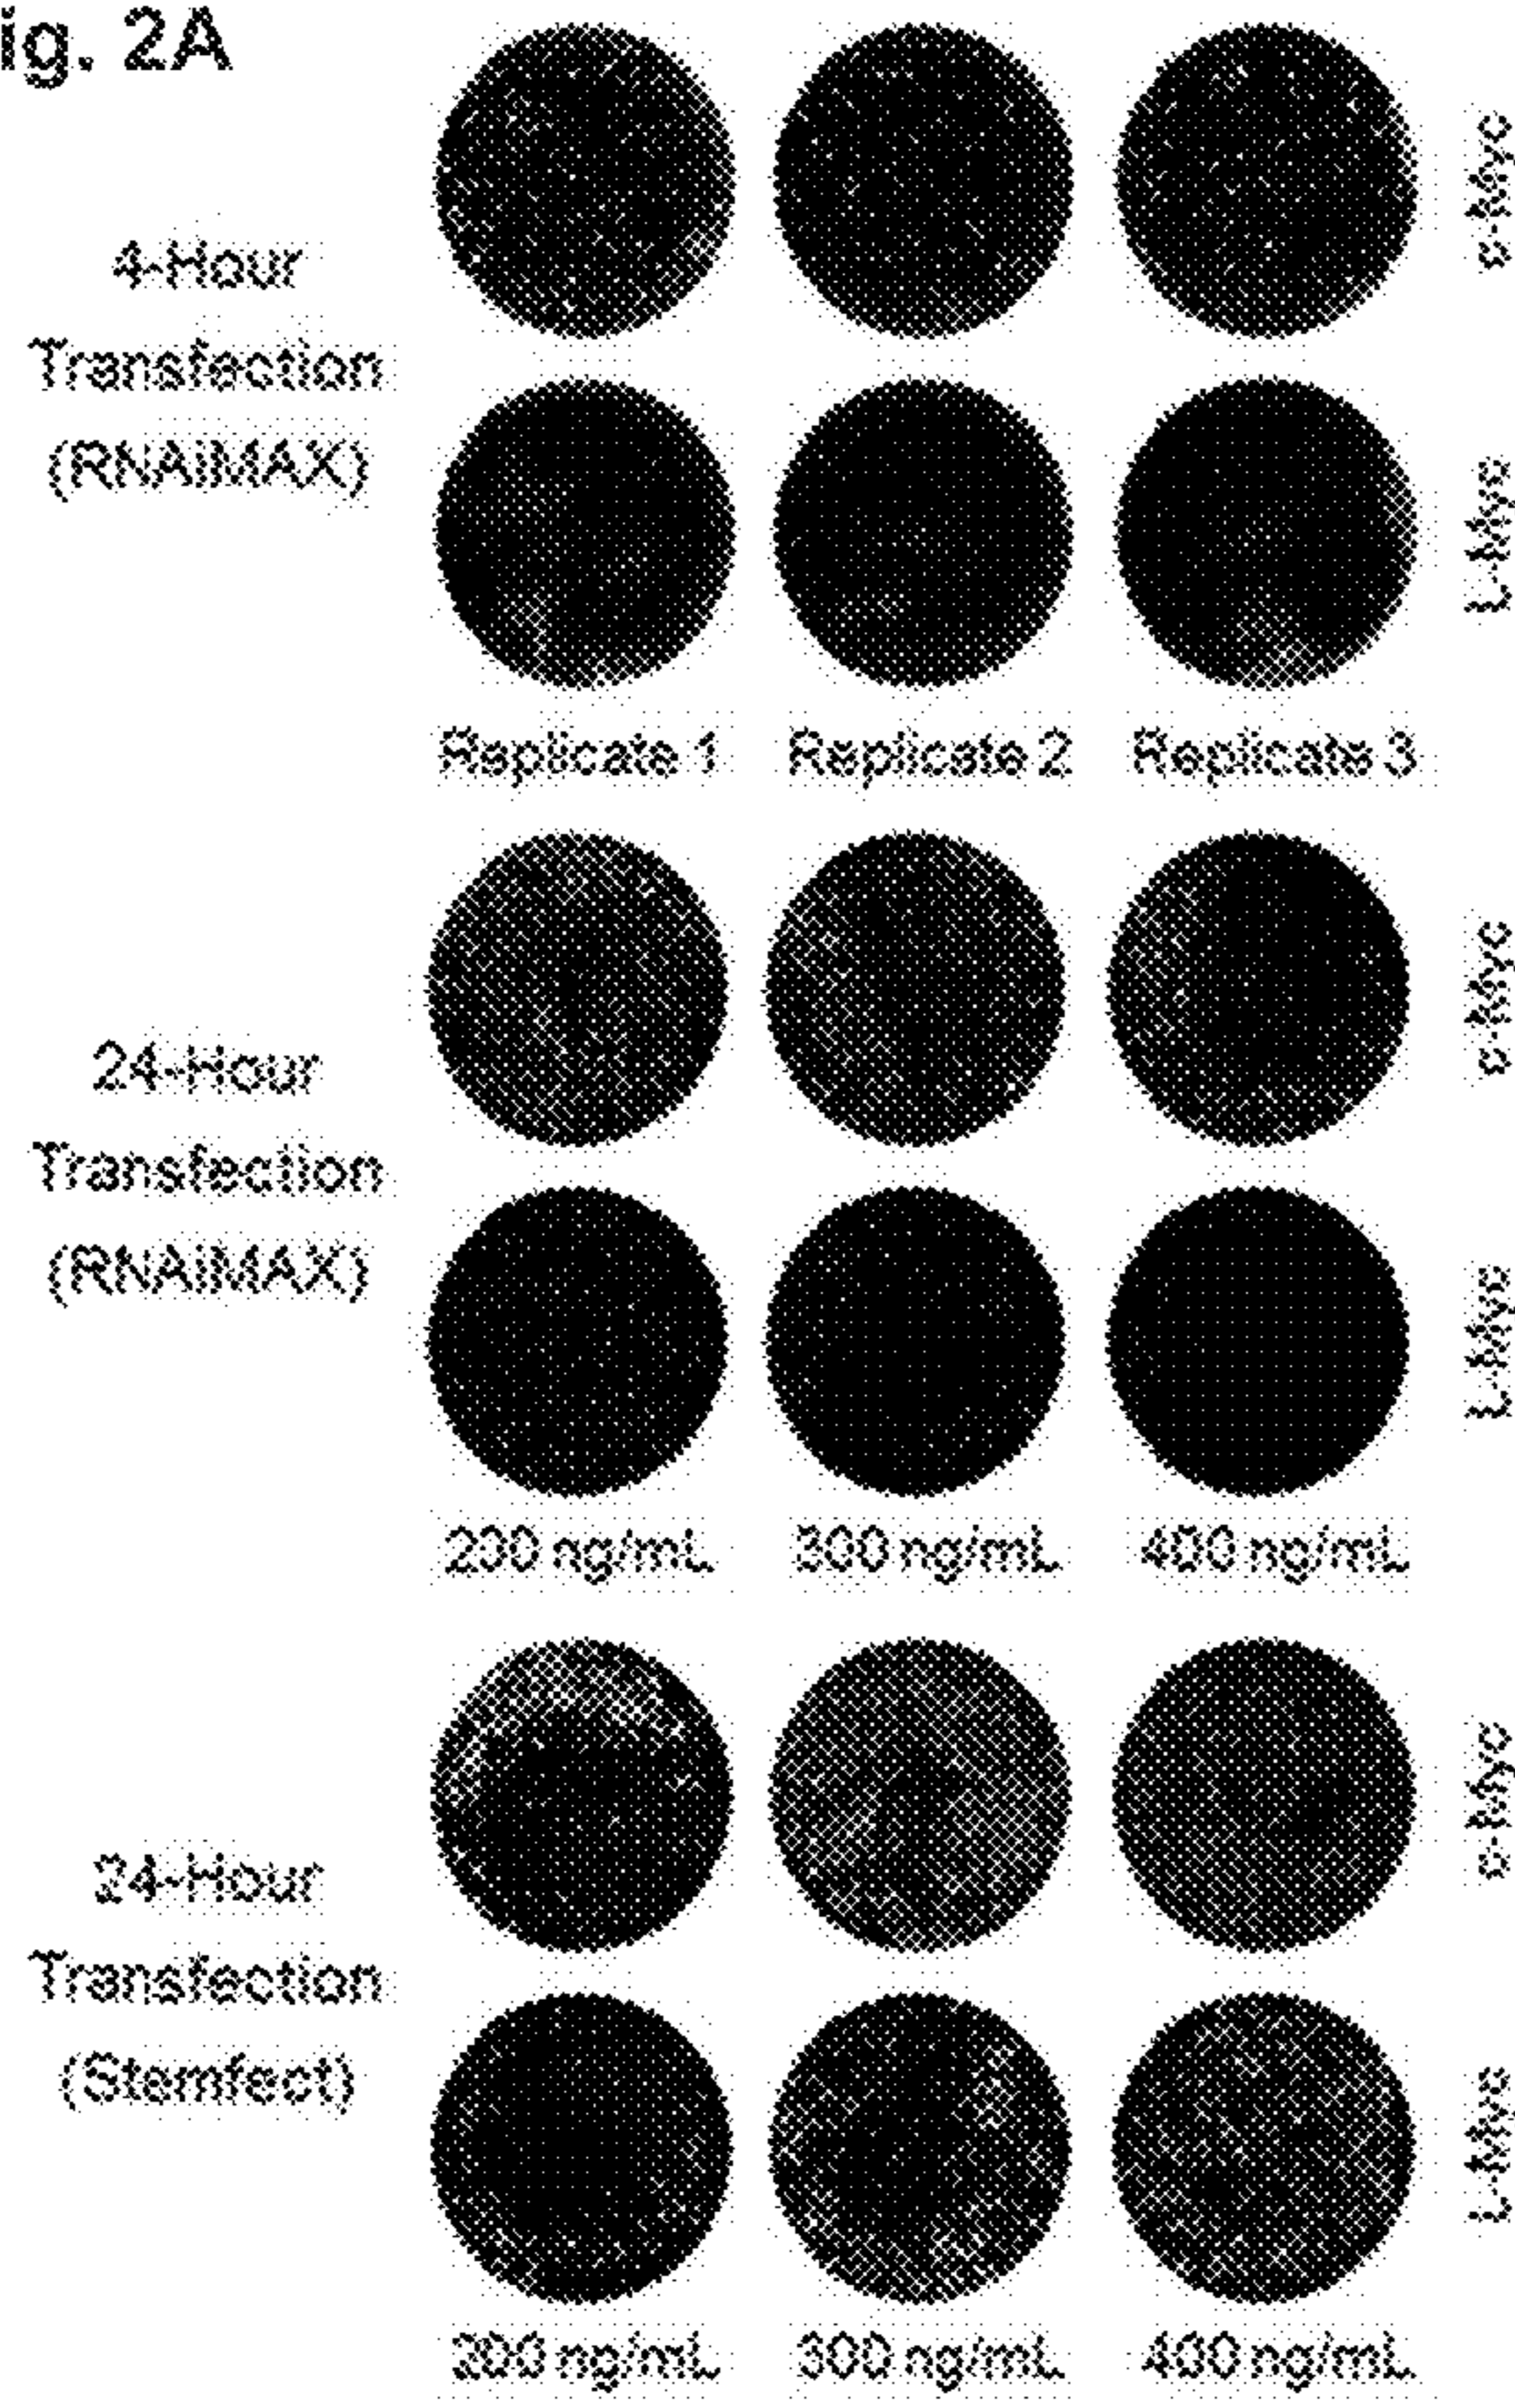 ig. 2A
c-Myc
4-Hour
Transfection
(RNAiMAX)
L-Myc
Replicate 1 Replicate 2 Replicate 3
c-Myc
24-Hour
Transfection
(RNAiMAX)
L-Myc
200 ng/mL 300 ng/mL 400 ng/mL
c-Myc
24-Hour
Transfection
(Stemfect)
L-Myc
200 ng/mL 300 ng/mL 400 ng/mL